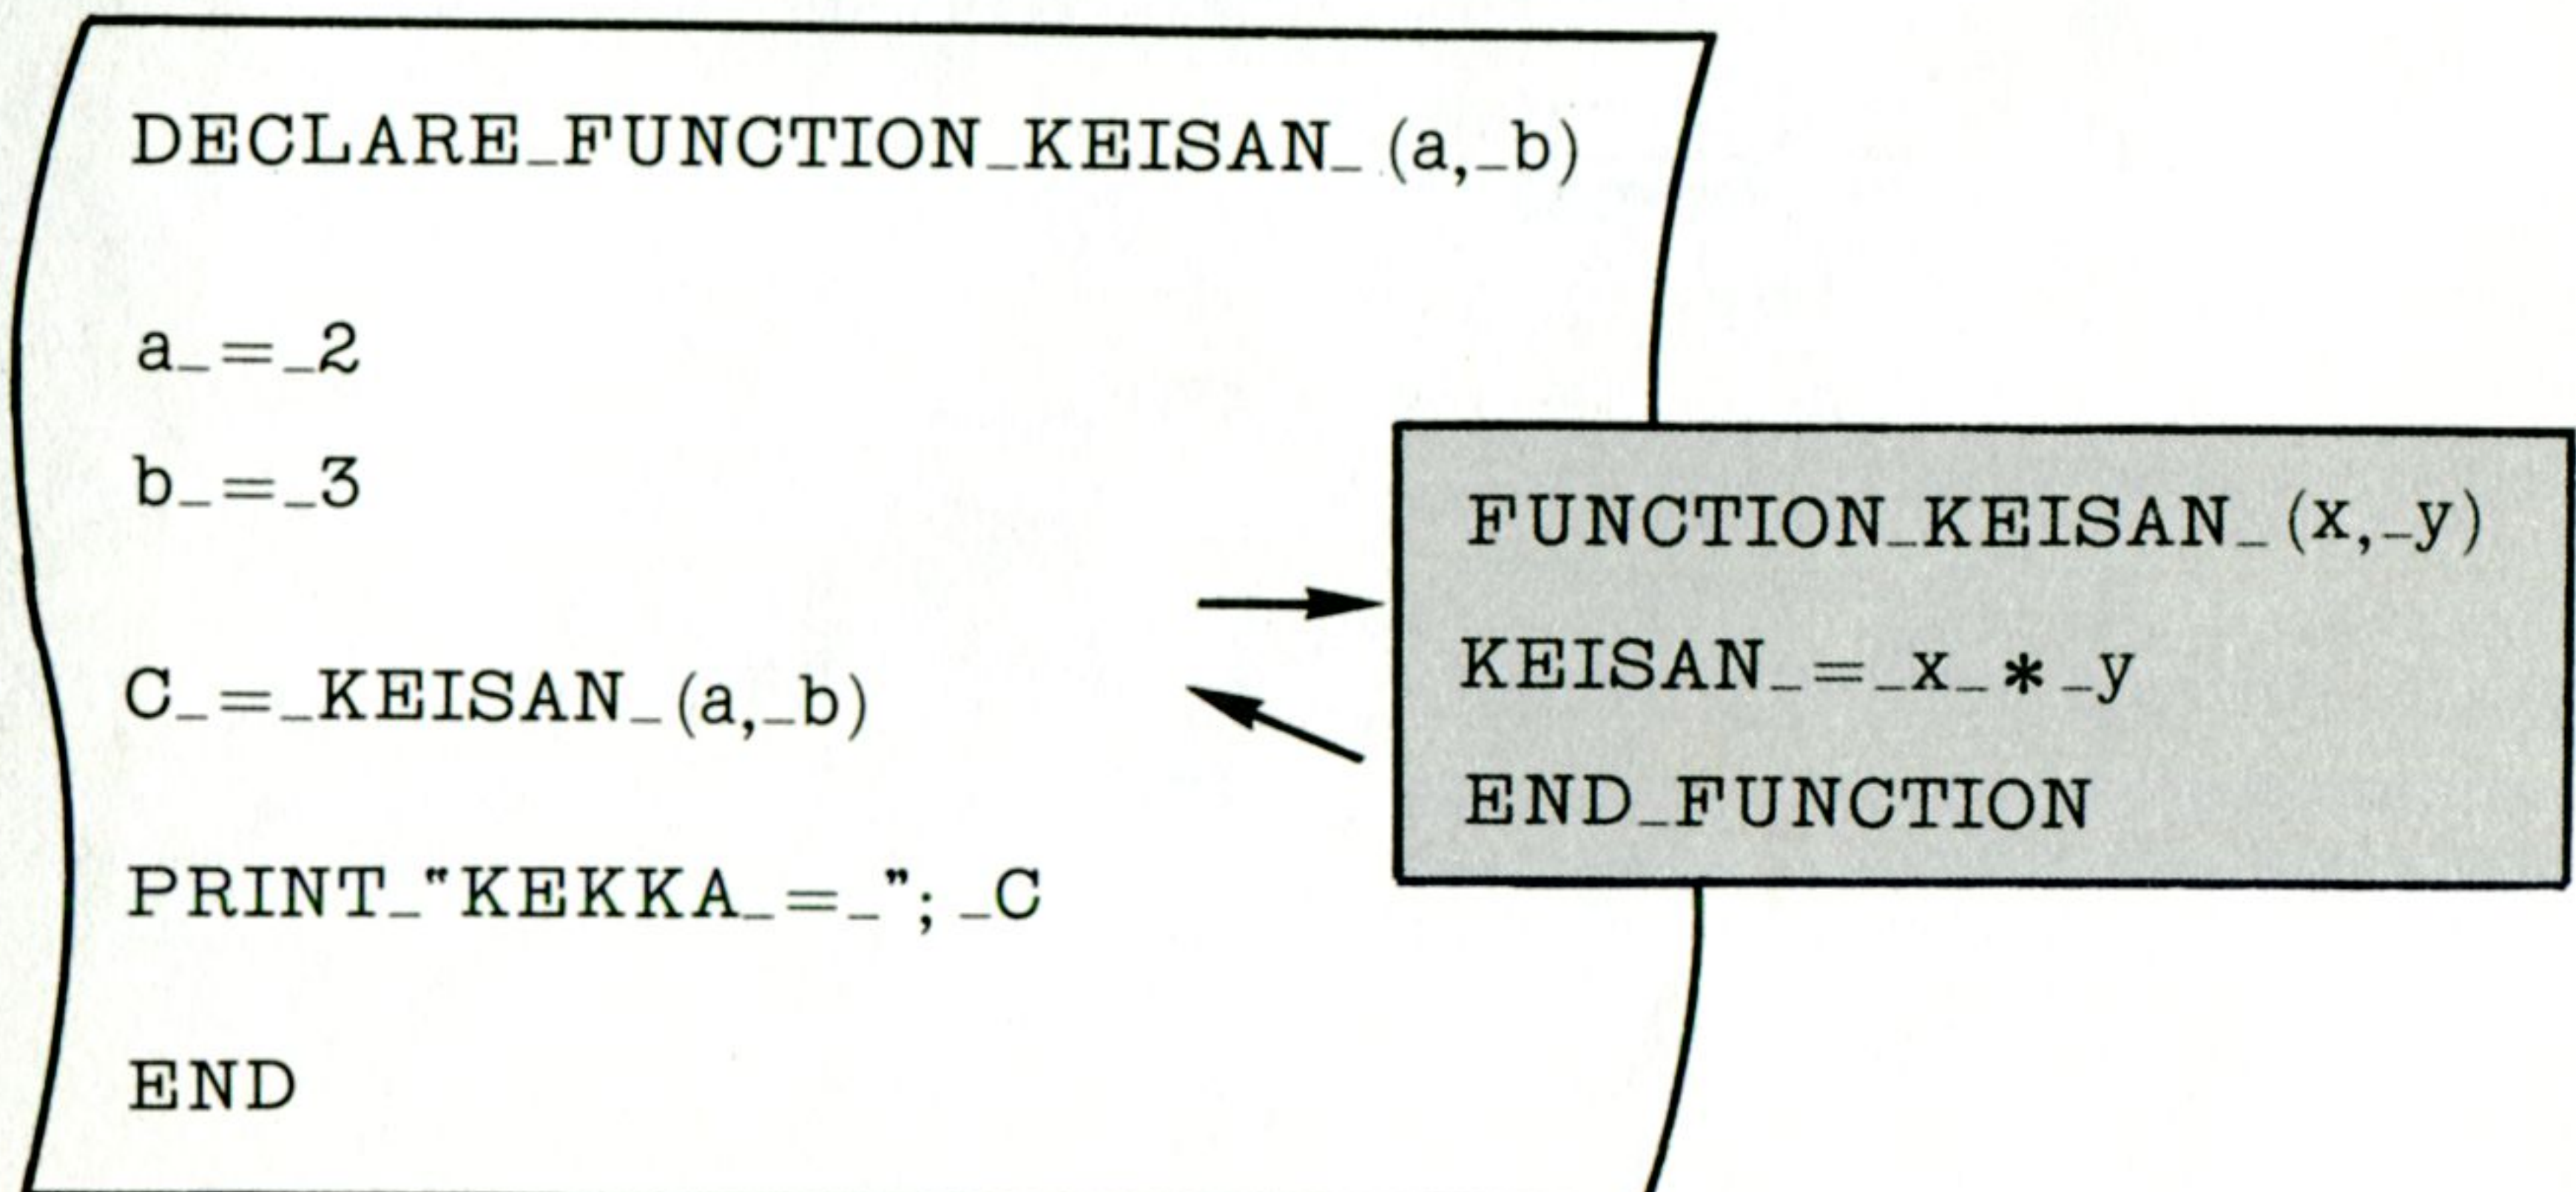 DECLARE_FUNCTION_KEISAN_(a,_b)
a_=_2
b_=_3
C_=_KEISAN_(a,_b)
PRINT_"KEKKA_=_";_C
END
FUNCTION_KEISAN_(x,_y)
KEISAN_=_x_*_y
END_FUNCTION